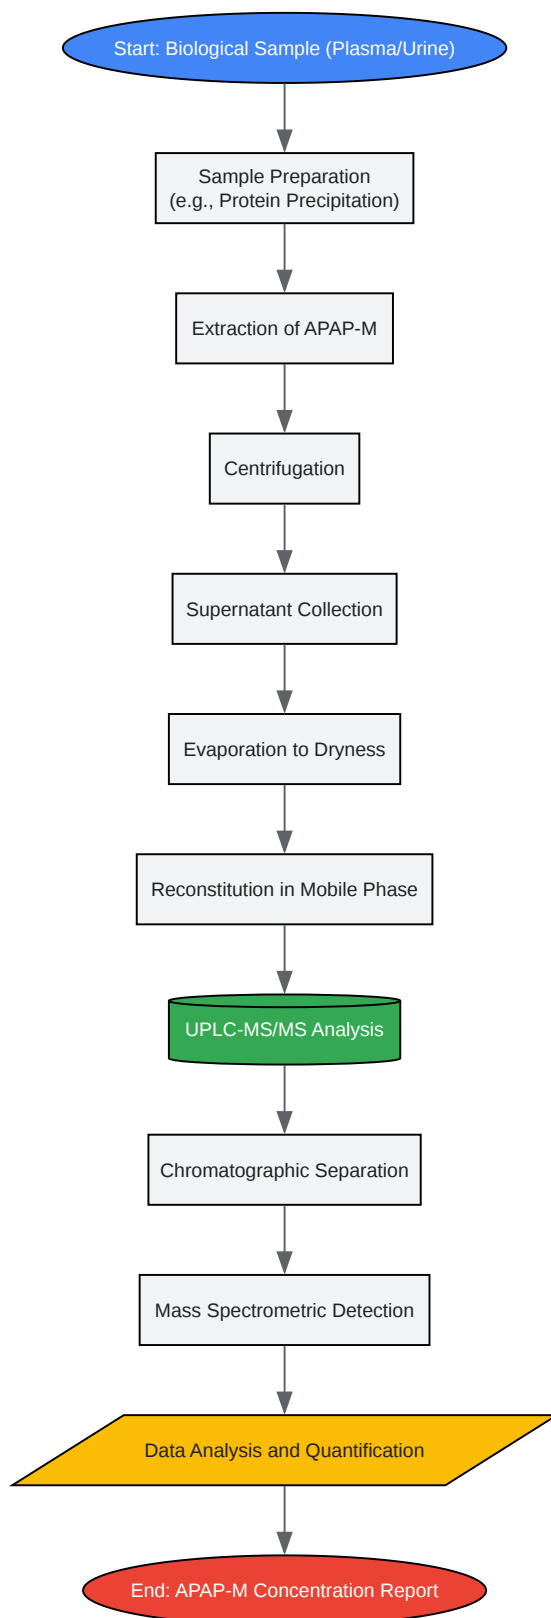 Start: Biological Sample (Plasma/Urine)
Sample Preparation
(e.g., Protein Precipitation)
Extraction of APAP-M
Centrifugation
Supernatant Collection
Evaporation to Dryness
Reconstitution in Mobile Phase
UPLC-MS/MS Analysis
Chromatographic Separation
Mass Spectrometric Detection
Data Analysis and Quantification
End: APAP-M Concentration Report